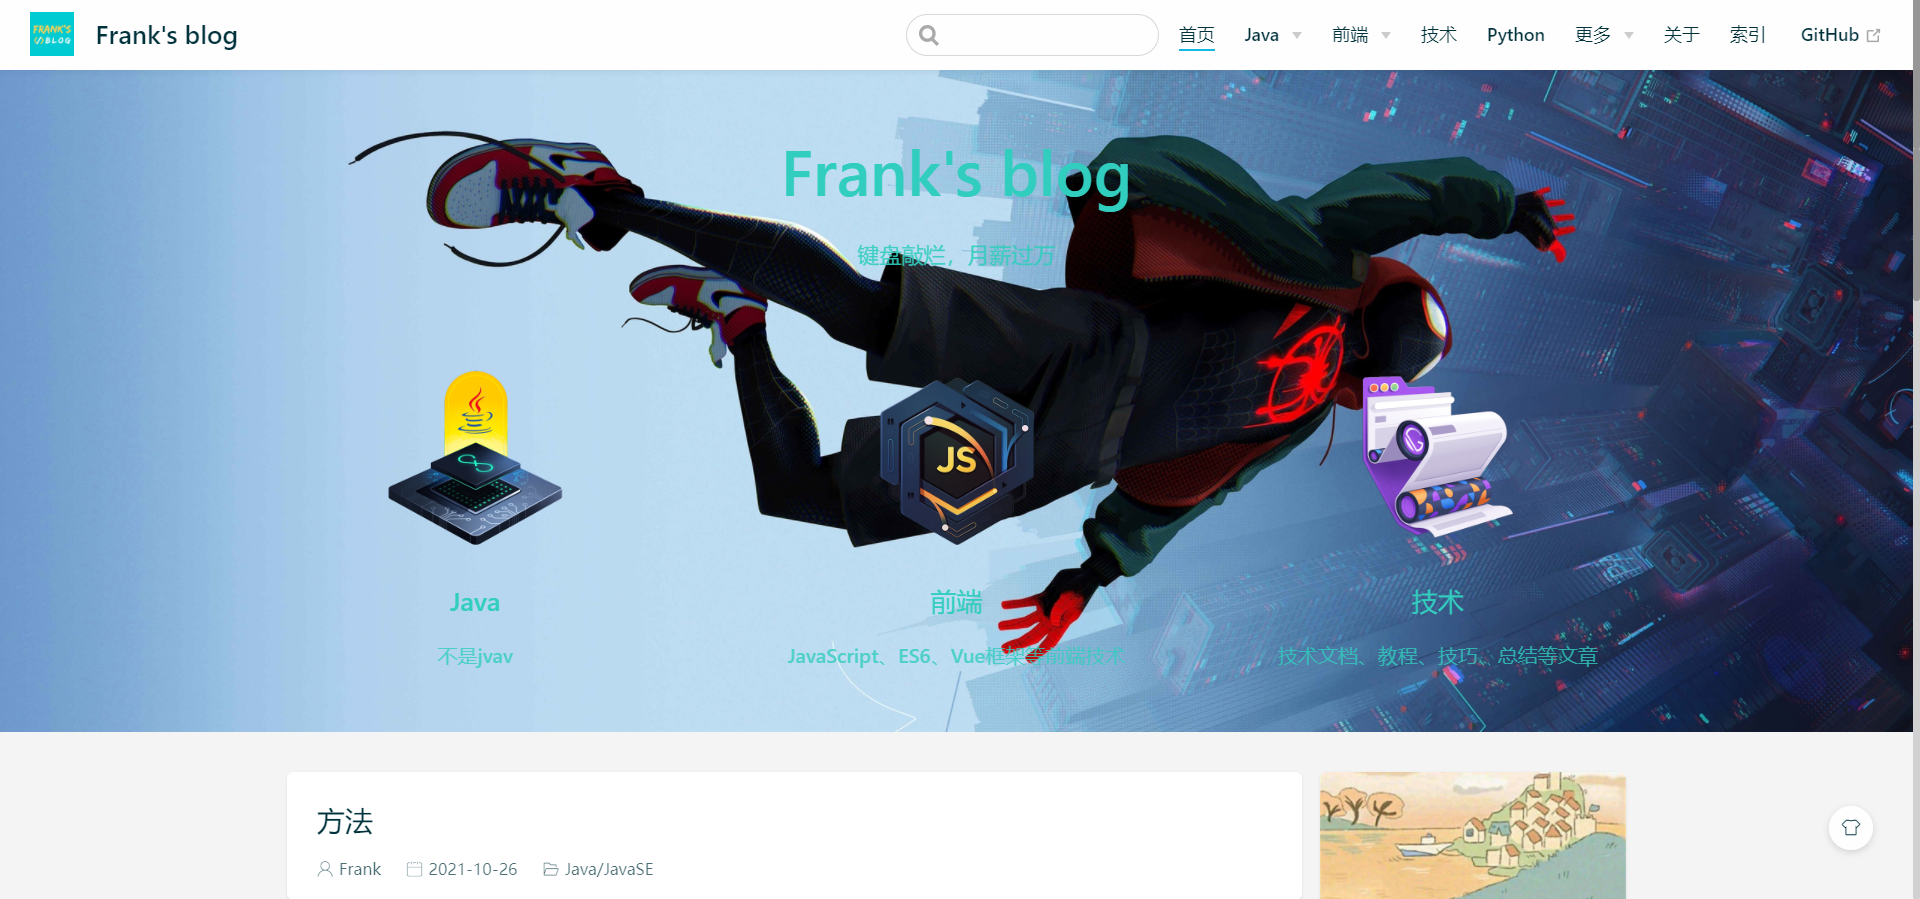 FRANK'S
BLOG
Frank's blog
首页 Java 前端 技术 Python 更多 关于 索引 GitHub
Frank's blog
键盘敲烂，月薪过万
JS
Java
不是jvav
前端
JavaScript、ES6、Vue框架等前端技术
技术
技术文档、教程、技巧、总结等文章
方法
Frank 2021-10-26 Java/JavaSE